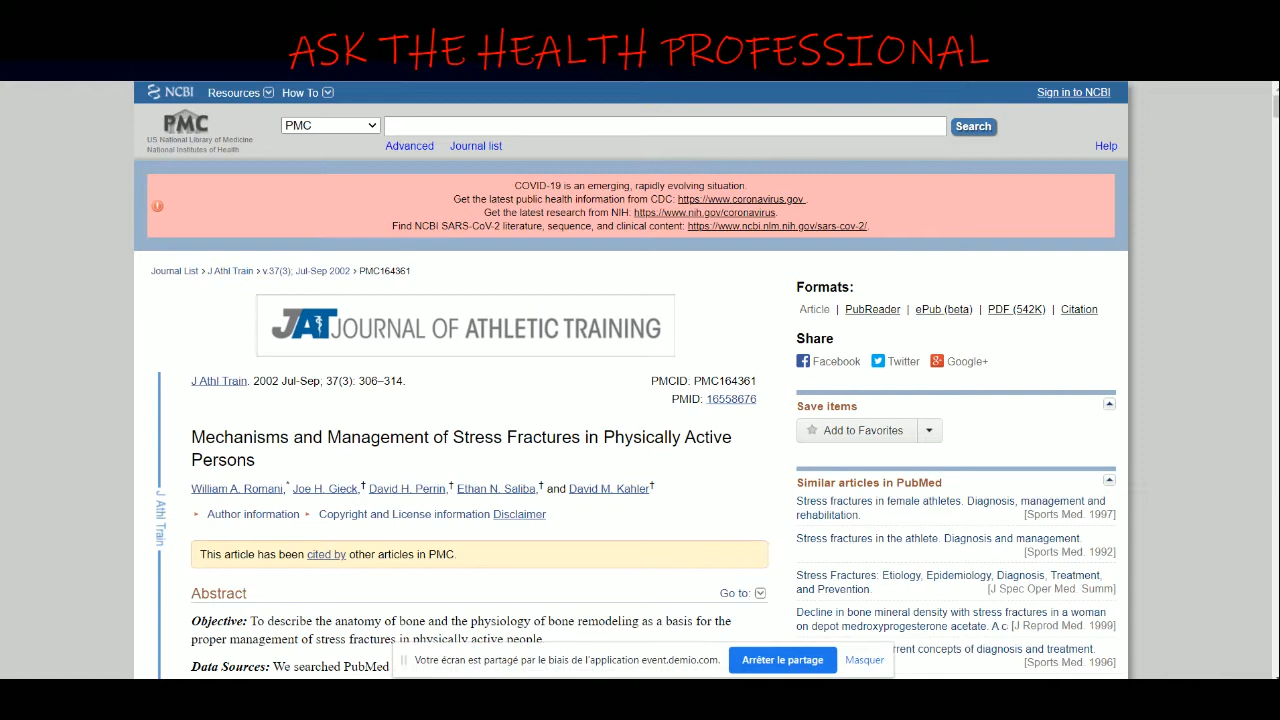 ASK THE HEALTH PROFESSIONAL
NCBI Resources How To Sign in to NCBI
PMC
US National Library of Medicine
National Institutes of Health
PMC Search
Advanced Journal list Help
COVID-19 is an emerging, rapidly evolving situation.
Get the latest public health information from CDC: https://www.coronavirus.gov .
Get the latest research from NIH: https://www.nih.gov/coronavirus.
Find NCBI SARS-CoV-2 literature, sequence, and clinical content: https://www.ncbi.nlm.nih.gov/sars-cov-2/.
Journal List > J Athl Train > v.37(3); Jul-Sep 2002 > PMC164361
JAT JOURNAL OF ATHLETIC TRAINING
J Athl Train. 2002 Jul-Sep; 37(3): 306–314.
PMCID: PMC164361
PMID: 16558676
Mechanisms and Management of Stress Fractures in Physically Active
Persons
William A. Romani,* Joe H. Gieck,† David H. Perrin,† Ethan N. Saliba,† and David M. Kahler†
▸ Author information ▸ Copyright and License information Disclaimer
This article has been cited by other articles in PMC.
J Athl Train
Abstract Go to:
Objective: To describe the anatomy of bone and the physiology of bone remodeling as a basis for the
proper management of stress fractures in physically active people.
Data Sources: We searched PubMed
Formats:
Article | PubReader | ePub (beta) | PDF (542K) | Citation
Share
Facebook Twitter Google+
Save items
Add to Favorites
Similar articles in PubMed
Stress fractures in female athletes. Diagnosis, management and
rehabilitation. [Sports Med. 1997]
Stress fractures in the athlete. Diagnosis and management.
[Sports Med. 1992]
Stress Fractures: Etiology, Epidemiology, Diagnosis, Treatment,
and Prevention. [J Spec Oper Med. Summ]
Decline in bone mineral density with stress fractures in a woman
on depot medroxyprogesterone acetate. A c [J Reprod Med. 1999]
rrent concepts of diagnosis and treatment.
[Sports Med. 1996]
Votre écran est partagé par le biais de l'application event.demio.com. Arrêter le partage Masquer